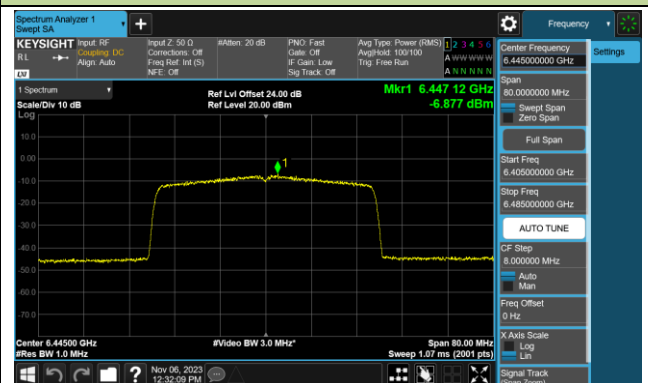 Spectrum Analyzer 1
Swept SA
Frequency
KEYSIGHT
RL
LXI
Input: RF
Coupling: DC
Align: Auto
Input Z: 50 Ω
Corrections: Off
Freq Ref: Int (S)
NFE: Off
#Atten: 20 dB
PNO: Fast
Gate: Off
IF Gain: Low
Sig Track: Off
Avg Type: Power (RMS)
Avg|Hold: 100/100
Trig: Free Run
1 2 3 4 5 6
A W W W W W
A N N N N N
1 Spectrum
Scale/Div 10 dB
Log
Ref Lvl Offset 24.00 dB
Ref Level 20.00 dBm
Mkr1 6.447 12 GHz
-6.877 dBm
1
10.0
0.00
-10.0
-20.0
-30.0
-40.0
-50.0
-60.0
-70.0
Center 6.44500 GHz
#Res BW 1.0 MHz
#Video BW 3.0 MHz*
Span 80.00 MHz
Sweep 1.07 ms (2001 pts)
Nov 06, 2023
12:32:09 PM
Center Frequency
6.445000000 GHz
Span
80.0000000 MHz
Swept Span
Zero Span
Full Span
Start Freq
6.405000000 GHz
Stop Freq
6.485000000 GHz
AUTO TUNE
CF Step
8.000000 MHz
Auto
Man
Freq Offset
0 Hz
X Axis Scale
Log
Lin
Signal Track
(Span Zoom)
Settings